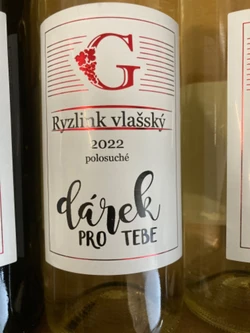 G
Ryzlink vlašský
2022
polosuché
dárek
PRO TEBE